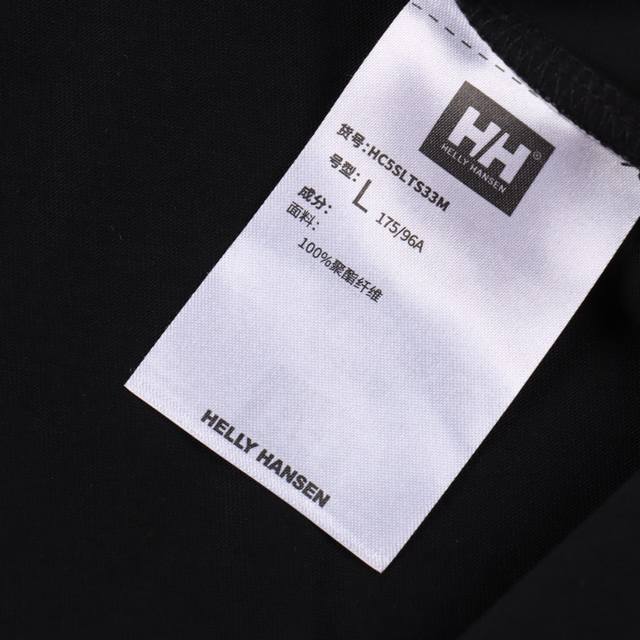 HH®
HELLY HANSEN
货号:HC5SLTS33M
号型: L 175/96A
成分:
面料:
100%聚酯纤维
HELLY HANSEN